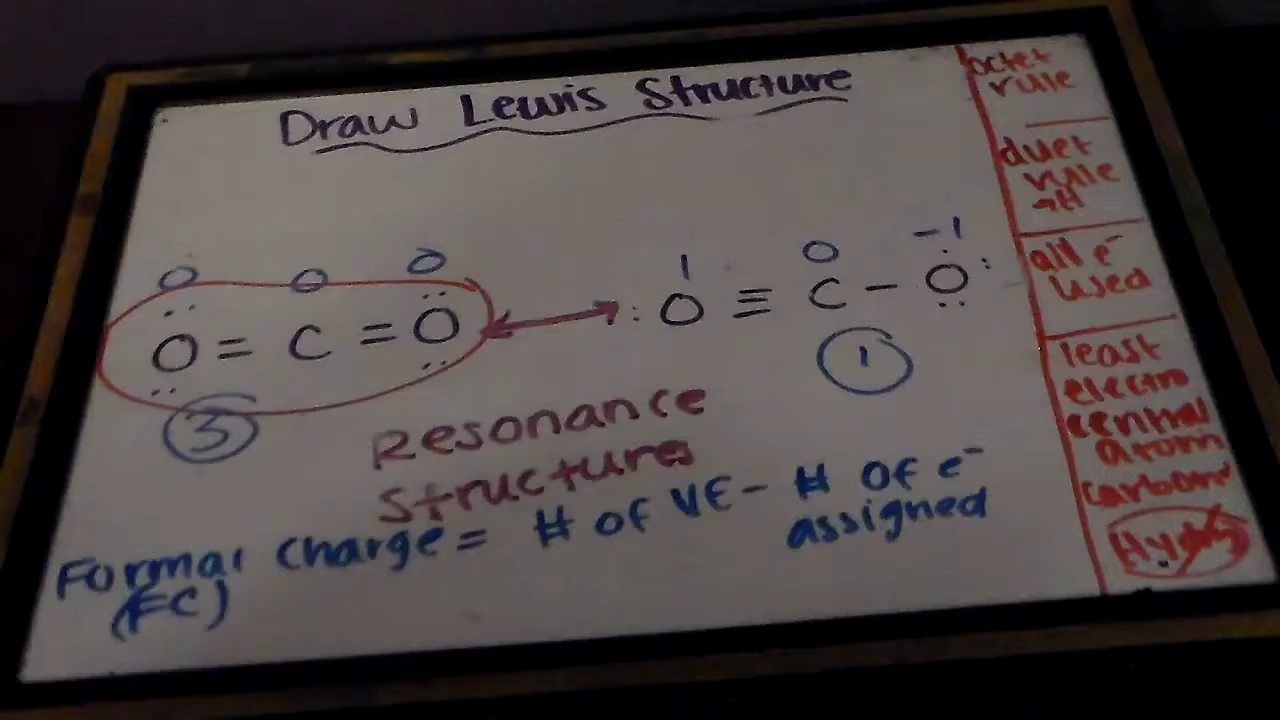 Draw Lewis Structure
0 0 0
O = C = O
3
1 0 -1
: O ≡ C - O :
1
Resonance
structures
Formal charge = # of VE - # of e⁻
(FC) assigned
octet
rule
duet
rule
→H
all e⁻
used
least
electro
central
atom
carbon